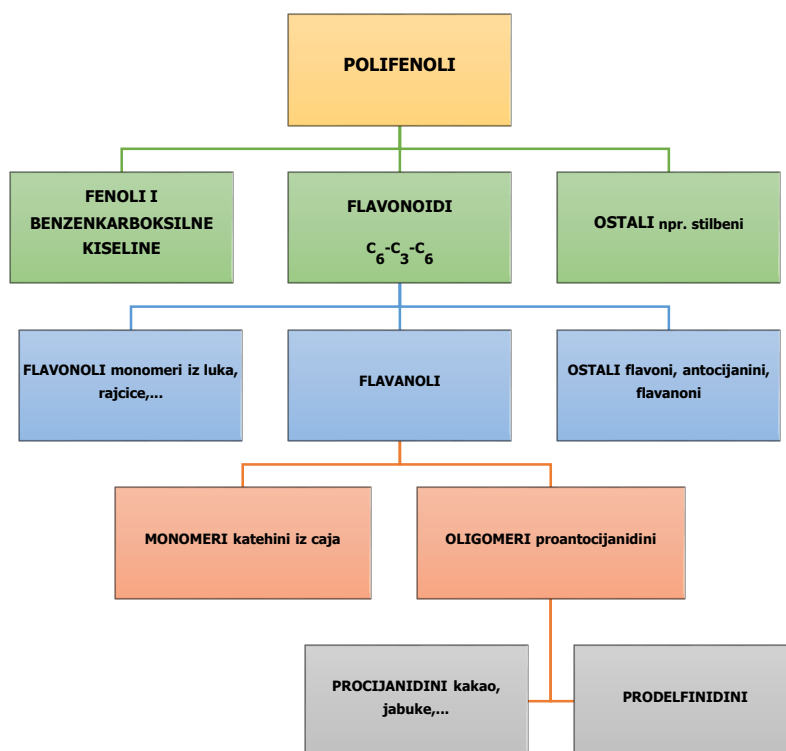 POLIFENOLI
FENOLI I
BENZENKARBOKSILNE
KISELINE
FLAVONOIDI
C6-C3-C6
OSTALI npr. stilbeni
FLAVONOLI monomeri iz luka,
rajcice,...
FLAVANOLI
OSTALI flavoni, antocijanini,
flavanoni
MONOMERI katehini iz caja
OLIGOMERI proantocijanidini
PROCIJANIDINI kakao,
jabuke,...
PRODELFINIDINI